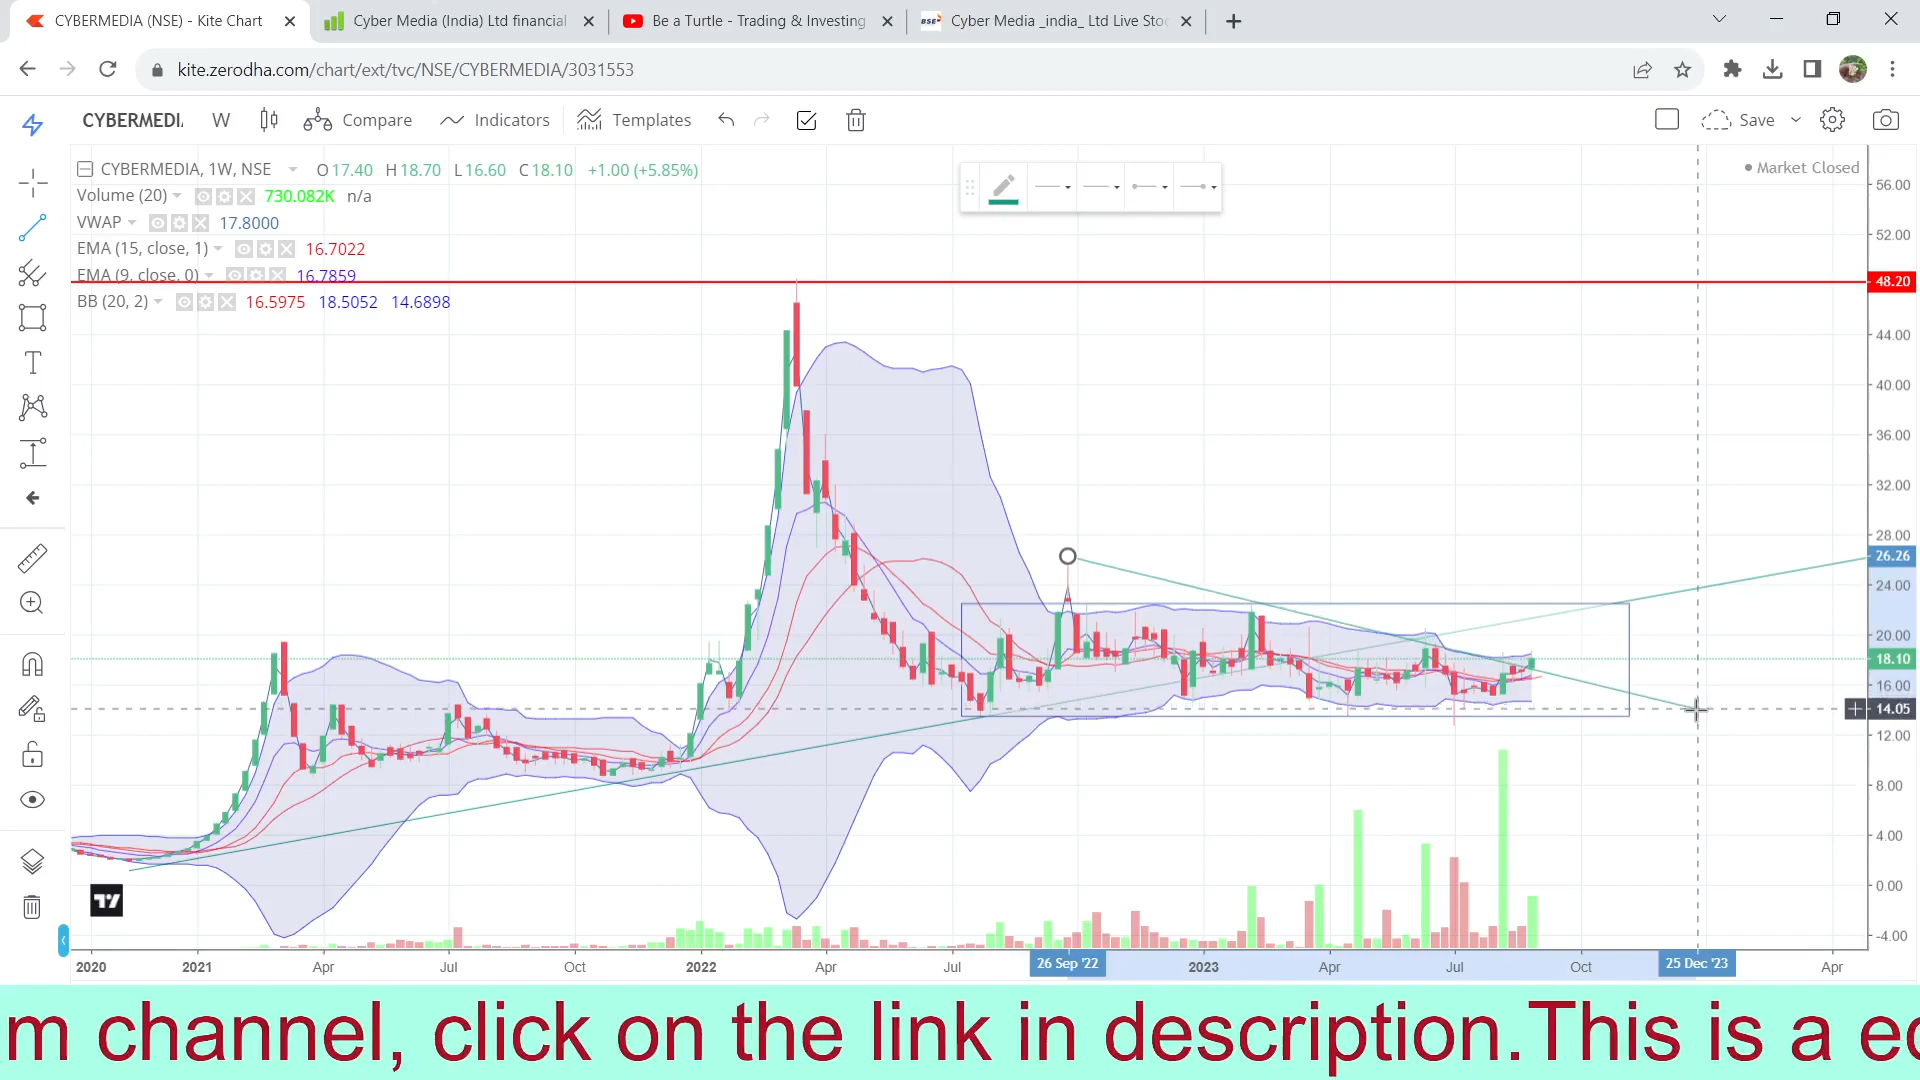 CYBERMEDIA (NSE) - Kite Chart
Cyber Media (India) Ltd financial
Be a Turtle - Trading & Investing
BSE Cyber Media _india_ Ltd Live Stoc
kite.zerodha.com/chart/ext/tvc/NSE/CYBERMEDIA/3031553
CYBERMEDI W Compare Indicators Templates Save
CYBERMEDIA, 1W, NSE O 17.40 H 18.70 L 16.60 C 18.10 +1.00 (+5.85%)
Market Closed
Volume (20) 730.082K n/a
VWAP 17.8000
EMA (15, close, 1) 16.7022
EMA (9, close, 0) 16.7859
BB (20, 2) 16.5975 18.5052 14.6898
56.00
52.00
48.20
44.00
40.00
36.00
32.00
28.00
26.26
24.00
20.00
18.10
16.00
14.05
12.00
8.00
4.00
0.00
-4.00
2020 2021 Apr Jul Oct 2022 Apr Jul 26 Sep '22 2023 Apr Jul Oct 25 Dec '23 Apr
m channel, click on the link in description.This is a ec